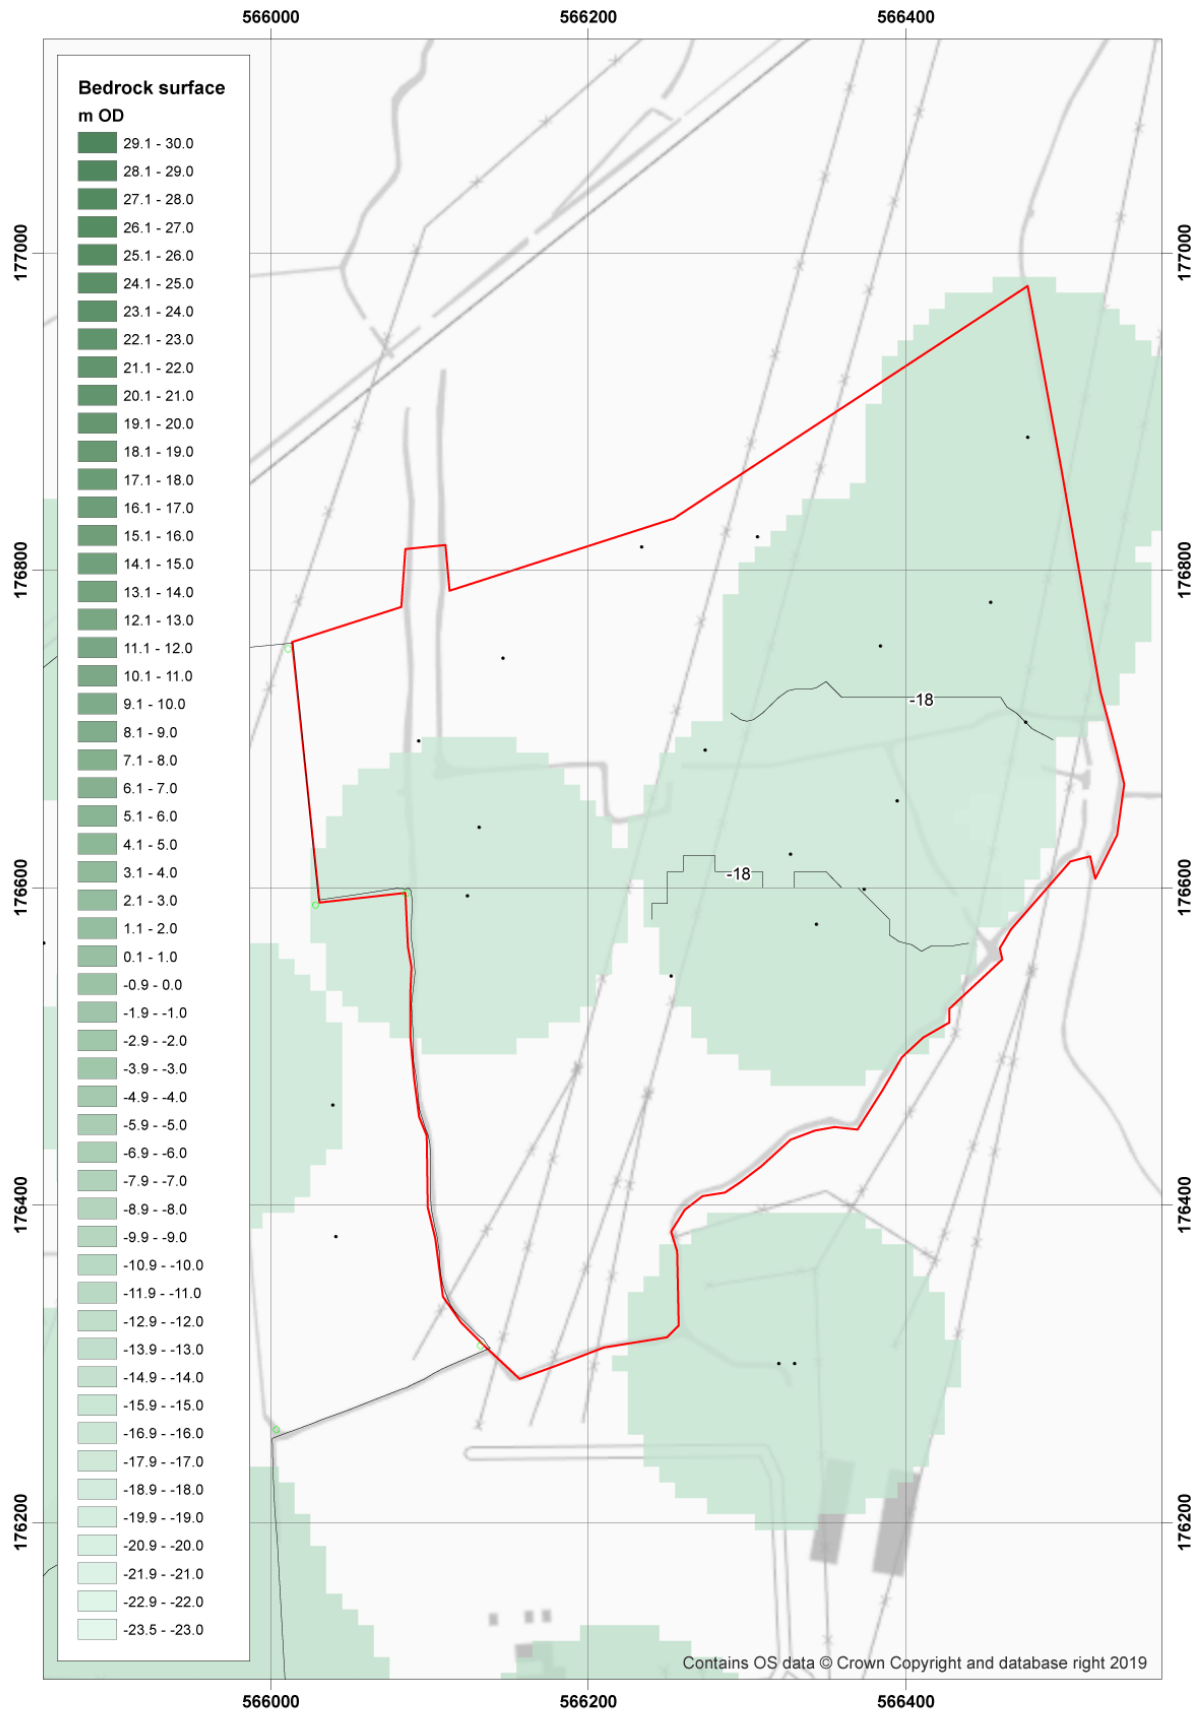 566000 566200 566400
Bedrock surface
m OD
29.1 - 30.0
28.1 - 29.0
27.1 - 28.0
26.1 - 27.0
25.1 - 26.0
24.1 - 25.0
23.1 - 24.0
22.1 - 23.0
21.1 - 22.0
20.1 - 21.0
19.1 - 20.0
18.1 - 19.0
17.1 - 18.0
16.1 - 17.0
15.1 - 16.0
14.1 - 15.0
13.1 - 14.0
12.1 - 13.0
11.1 - 12.0
10.1 - 11.0
9.1 - 10.0
8.1 - 9.0
7.1 - 8.0
6.1 - 7.0
5.1 - 6.0
4.1 - 5.0
3.1 - 4.0
2.1 - 3.0
1.1 - 2.0
0.1 - 1.0
-0.9 - 0.0
-1.9 - -1.0
-2.9 - -2.0
-3.9 - -3.0
-4.9 - -4.0
-5.9 - -5.0
-6.9 - -6.0
-7.9 - -7.0
-8.9 - -8.0
-9.9 - -9.0
-10.9 - -10.0
-11.9 - -11.0
-12.9 - -12.0
-13.9 - -13.0
-14.9 - -14.0
-15.9 - -15.0
-16.9 - -16.0
-17.9 - -17.0
-18.9 - -18.0
-19.9 - -19.0
-20.9 - -20.0
-21.9 - -21.0
-22.9 - -22.0
-23.5 - -23.0
177000
176800
176600
176400
176200
-18
-18
177000
176800
176600
176400
176200
Contains OS data © Crown Copyright and database right 2019
566000 566200 566400